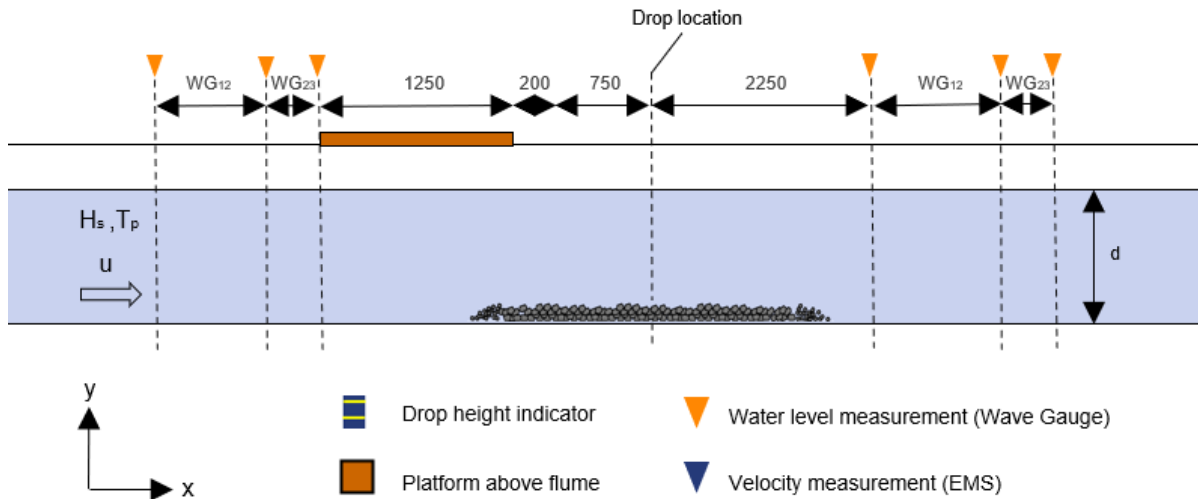 Drop location
WG12 WG23 1250 200 750 2250 WG12 WG23
Hs ,Tp
u
d
y
x
Drop height indicator
Water level measurement (Wave Gauge)
Platform above flume
Velocity measurement (EMS)